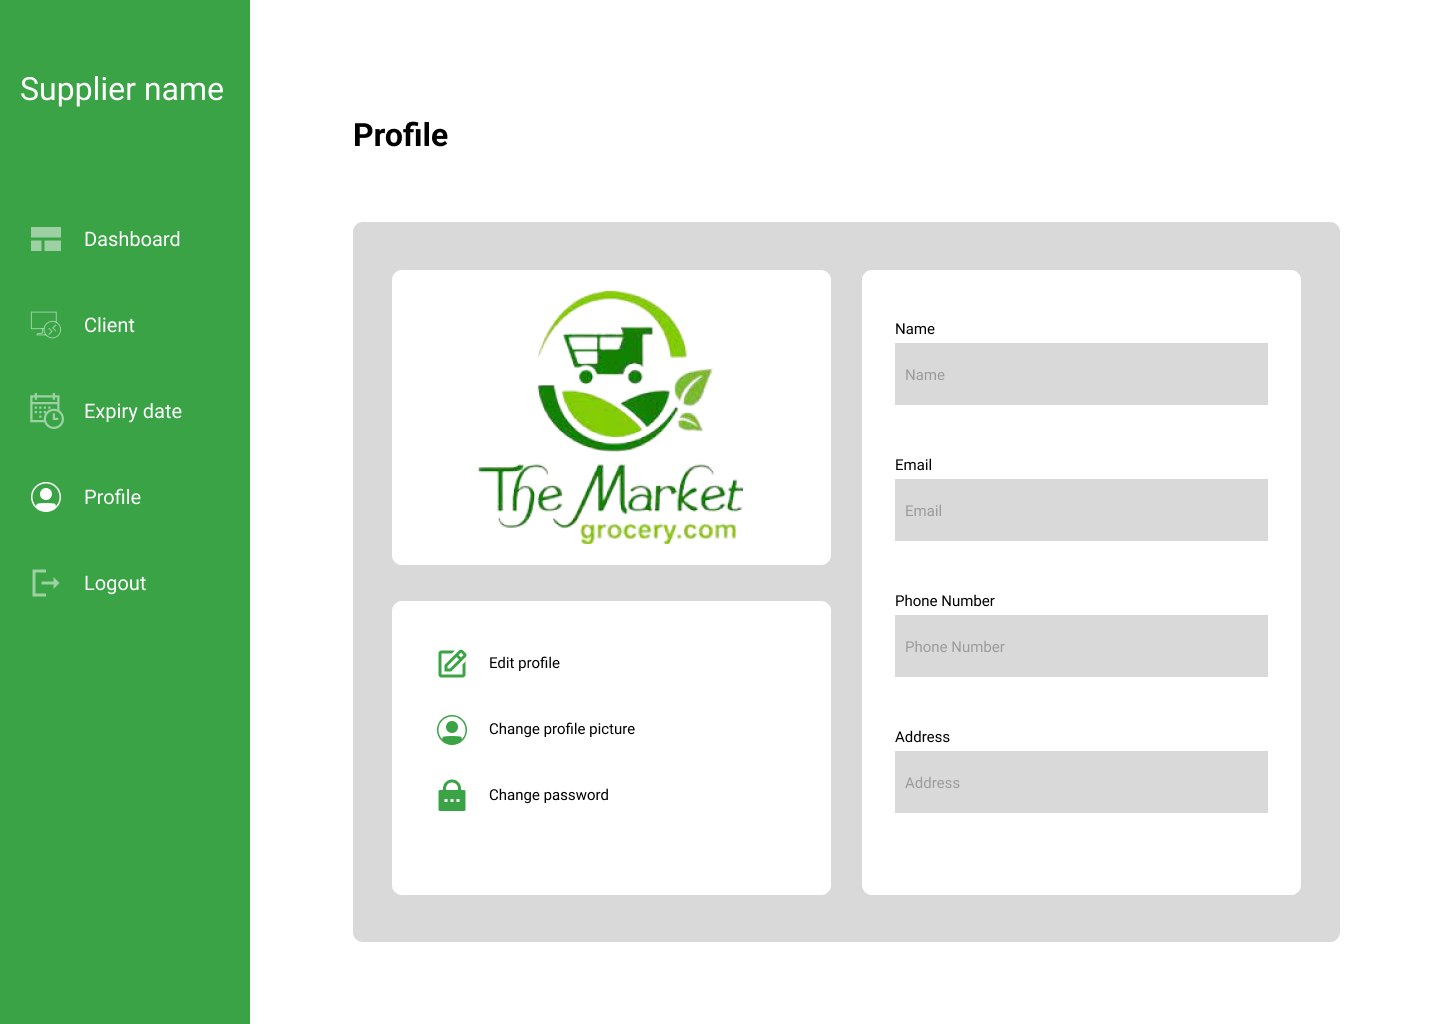 Supplier name
Dashboard
Client
Expiry date
Profile
Logout
Profile
The Market
grocery.com
Edit profile
Change profile picture
Change password
Name
Name
Email
Email
Phone Number
Phone Number
Address
Address